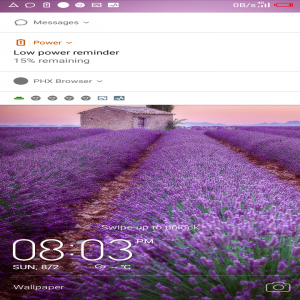 0B/s
Messages
Power
Low power reminder
15% remaining
PHX Browser
Swipe up to unlock
08:03 PM
SUN, 8/2
--°C
Wallpaper